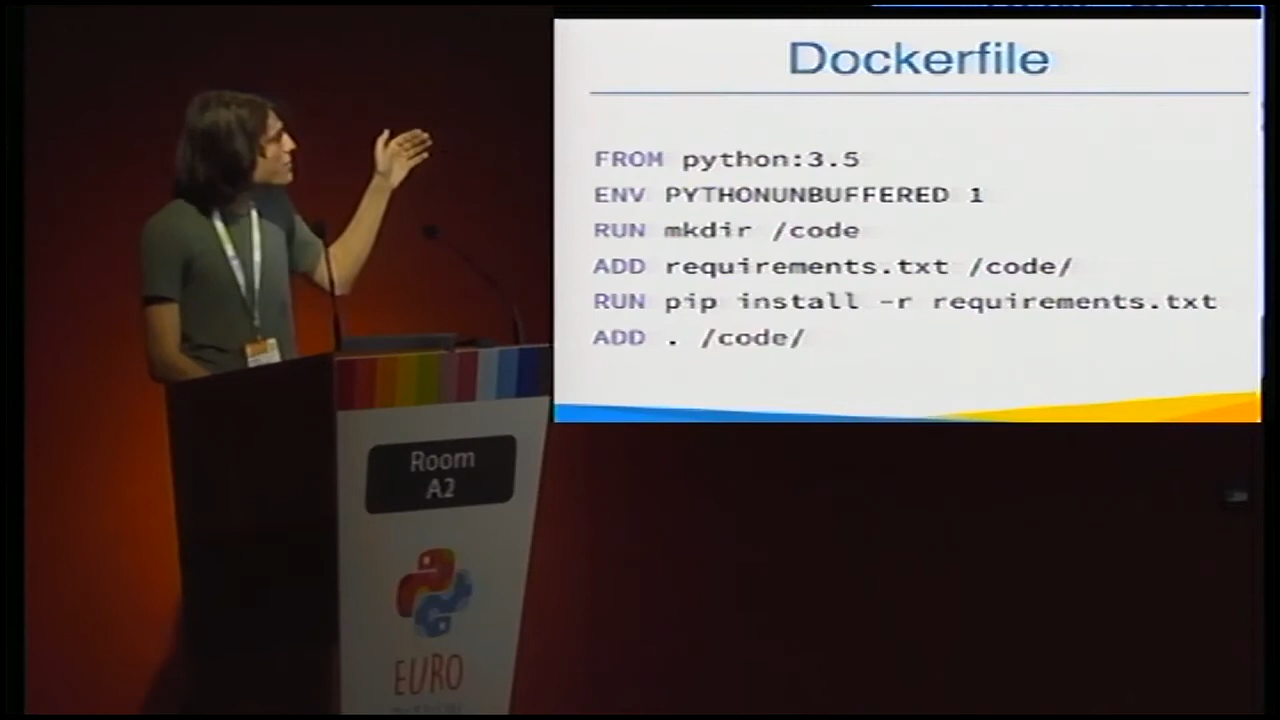 Dockerfile
FROM python:3.5
ENV PYTHONUNBUFFERED 1
RUN mkdir /code
ADD requirements.txt /code/
RUN pip install -r requirements.txt
ADD . /code/
Room
A2
EURO